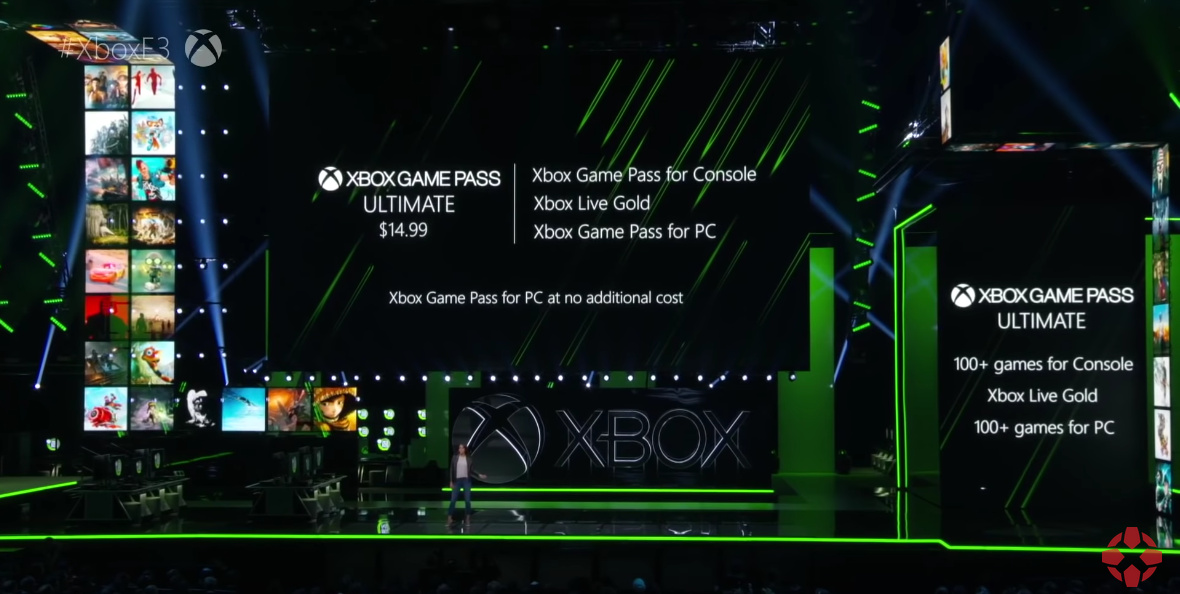 #XboxE3
XBOX GAME PASS
ULTIMATE
$14.99
Xbox Game Pass for Console
Xbox Live Gold
Xbox Game Pass for PC
Xbox Game Pass for PC at no additional cost
XBOX GAME PASS
ULTIMATE
100+ games for Console
Xbox Live Gold
100+ games for PC
XBOX